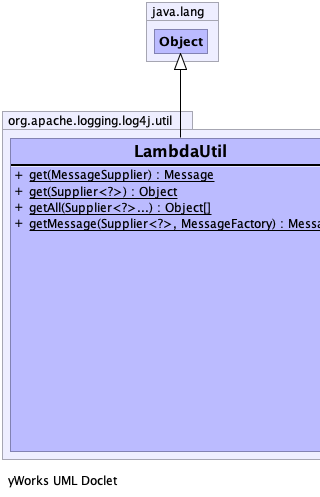 java.lang
Object
org.apache.logging.log4j.util
LambdaUtil
+ get(MessageSupplier) : Message
+ get(Supplier<?>) : Object
+ getAll(Supplier<?>...) : Object[]
+ getMessage(Supplier<?>, MessageFactory) : Messa
yWorks UML Doclet